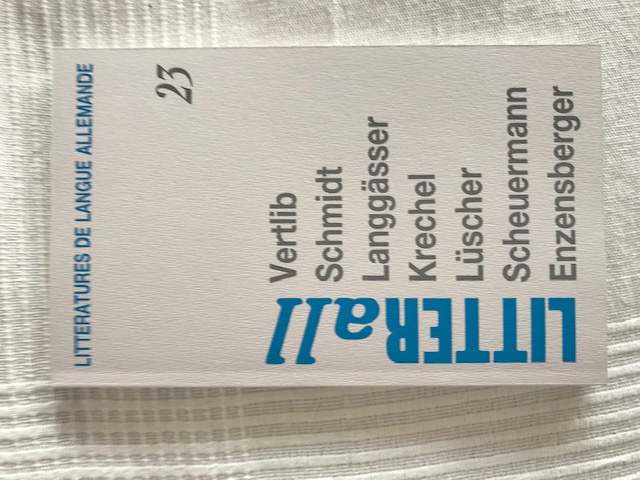 LITTERATURES DE LANGUE ALLEMANDE
23
Vertlib
Schmidt
Langgässer
Krechel
Lüscher
Scheuermann
Enzensberger
LITTERall